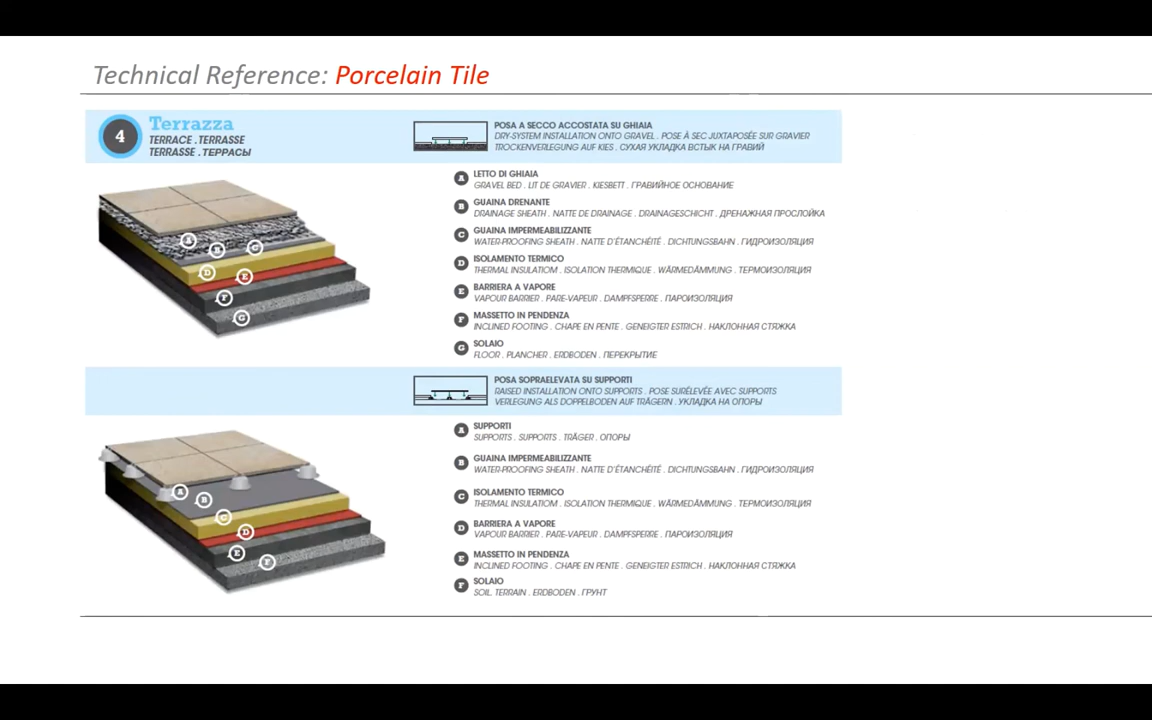 Technical Reference: Porcelain Tile
4
Terrazza
TERRACE . TERRASSE
TERRASSE . ТЕРРАСЫ
POSA A SECCO ACCOSTATA SU GHIAIA
DRY-SYSTEM INSTALLATION ONTO GRAVEL . POSE À SEC JUXTAPOSÉE SUR GRAVIER
TROCKENVERLEGUNG AUF KIES . СУХАЯ УКЛАДКА ВСТЫК НА ГРАВИЙ
A
B
C
D
E
F
G
A LETTO DI GHIAIA
GRAVEL BED . LIT DE GRAVIER . KIESBETT . ГРАВИЙНОЕ ОСНОВАНИЕ
B GUAINA DRENANTE
DRAINAGE SHEATH . NATTE DE DRAINAGE . DRAINAGESCHICHT . ДРЕНАЖНАЯ ПРОСЛОЙКА
C GUAINA IMPERMEABILIZZANTE
WATER-PROOFING SHEATH . NATTE D'ÉTANCHÉITÉ . DICHTUNGSBAHN . ГИДРОИЗОЛЯЦИЯ
D ISOLAMENTO TERMICO
THERMAL INSULATIOM . ISOLATION THERMIQUE . WÄRMEDÄMMUNG . ТЕРМОИЗОЛЯЦИЯ
E BARRIERA A VAPORE
VAPOUR BARRIER . PARE-VAPEUR . DAMPFSPERRE . ПАРОИЗОЛЯЦИЯ
F MASSETTO IN PENDENZA
INCLINED FOOTING . CHAPE EN PENTE . GENEIGTER ESTRICH . НАКЛОННАЯ СТЯЖКА
G SOLAIO
FLOOR . PLANCHER . ERDBODEN . ПЕРЕКРЫТИЕ
POSA SOPRAELEVATA SU SUPPORTI
RAISED INSTALLATION ONTO SUPPORTS . POSE SURÉLEVÉE AVEC SUPPORTS
VERLEGUNG ALS DOPPELBODEN AUF TRÄGERN . УКЛАДКА НА ОПОРЫ
A
B
C
D
E
F
A SUPPORTI
SUPPORTS . SUPPORTS . TRÄGER . ОПОРЫ
B GUAINA IMPERMEABILIZZANTE
WATER-PROOFING SHEATH . NATTE D'ÉTANCHÉITÉ . DICHTUNGSBAHN . ГИДРОИЗОЛЯЦИЯ
C ISOLAMENTO TERMICO
THERMAL INSULATIOM . ISOLATION THERMIQUE . WÄRMEDÄMMUNG . ТЕРМОИЗОЛЯЦИЯ
D BARRIERA A VAPORE
VAPOUR BARRIER . PARE-VAPEUR . DAMPFSPERRE . ПАРОИЗОЛЯЦИЯ
E MASSETTO IN PENDENZA
INCLINED FOOTING . CHAPE EN PENTE . GENEIGTER ESTRICH . НАКЛОННАЯ СТЯЖКА
F SOLAIO
SOIL. TERRAIN . ERDBODEN . ГРУНТ